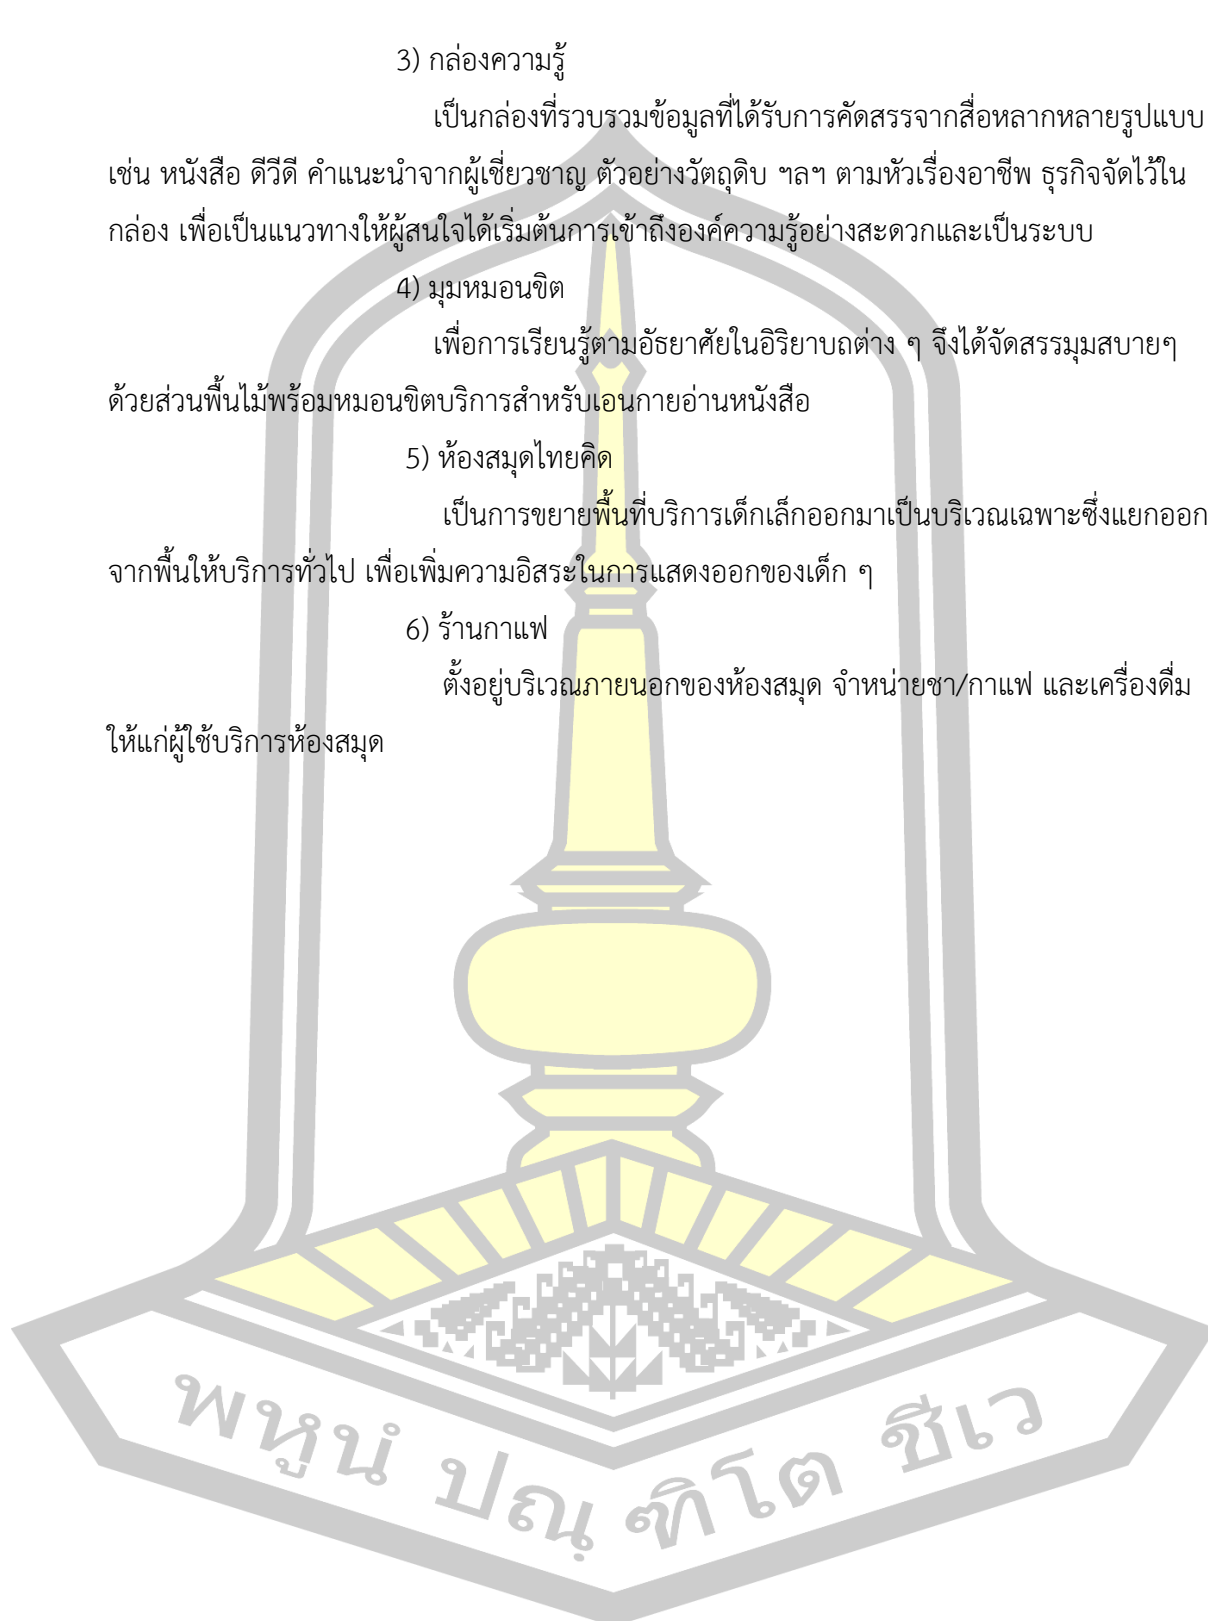 3) กล่องความรู้
เป็นกล่องที่รวบรวมข้อมูลที่ได้รับการคัดสรรจากสื่อหลากหลายรูปแบบ
เช่น หนังสือ ดีวีดี คำแนะนำจากผู้เชี่ยวชาญ ตัวอย่างวัตถุดิบ ฯลฯ ตามหัวเรื่องอาชีพ ธุรกิจจัดไว้ใน
กล่อง เพื่อเป็นแนวทางให้ผู้สนใจได้เริ่มต้นการเข้าถึงองค์ความรู้อย่างสะดวกและเป็นระบบ
4) มุมหมอนขิต
เพื่อการเรียนรู้ตามอัธยาศัยในอิริยาบถต่าง ๆ จึงได้จัดสรรมุมสบายๆ
ด้วยส่วนพื้นไม้พร้อมหมอนขิตบริการสำหรับเอนกายอ่านหนังสือ
5) ห้องสมุดไทยคิด
เป็นการขยายพื้นที่บริการเด็กเล็กออกมาเป็นบริเวณเฉพาะซึ่งแยกออก
จากพื้นให้บริการทั่วไป เพื่อเพิ่มความอิสระในการแสดงออกของเด็ก ๆ
6) ร้านกาแฟ
ตั้งอยู่บริเวณภายนอกของห้องสมุด จำหน่ายชา/กาแฟ และเครื่องดื่ม
ให้แก่ผู้ใช้บริการห้องสมุด
พหูนํ ปณฺฑิโต ชีเว